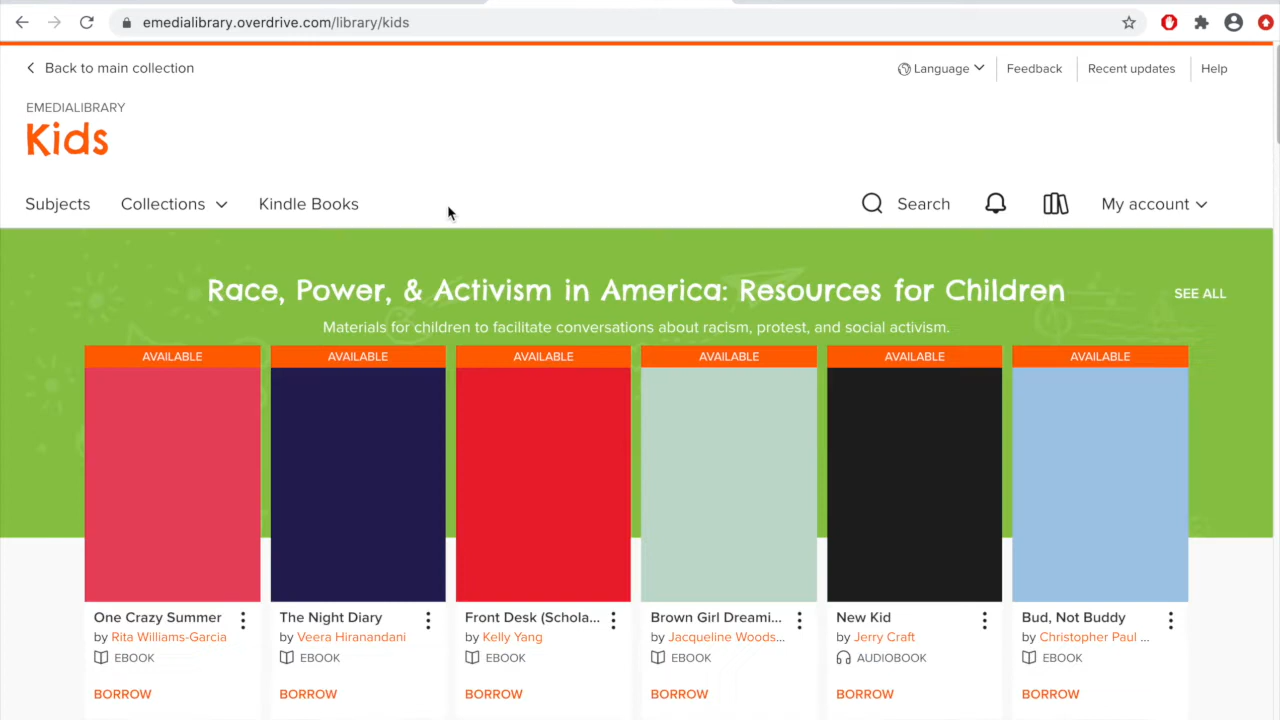 emedialibrary.overdrive.com/library/kids
Back to main collection
Language
Feedback
Recent updates
Help
EMEDIALIBRARY
Kids
Subjects
Collections
Kindle Books
Search
My account
Race, Power, & Activism in America: Resources for Children
SEE ALL
Materials for children to facilitate conversations about racism, protest, and social activism.
AVAILABLE
AVAILABLE
AVAILABLE
AVAILABLE
AVAILABLE
AVAILABLE
One Crazy Summer
by Rita Williams-Garcia
EBOOK
BORROW
The Night Diary
by Veera Hiranandani
EBOOK
BORROW
Front Desk (Schola...
by Kelly Yang
EBOOK
BORROW
Brown Girl Dreami...
by Jacqueline Woods...
EBOOK
BORROW
New Kid
by Jerry Craft
AUDIOBOOK
BORROW
Bud, Not Buddy
by Christopher Paul ...
EBOOK
BORROW